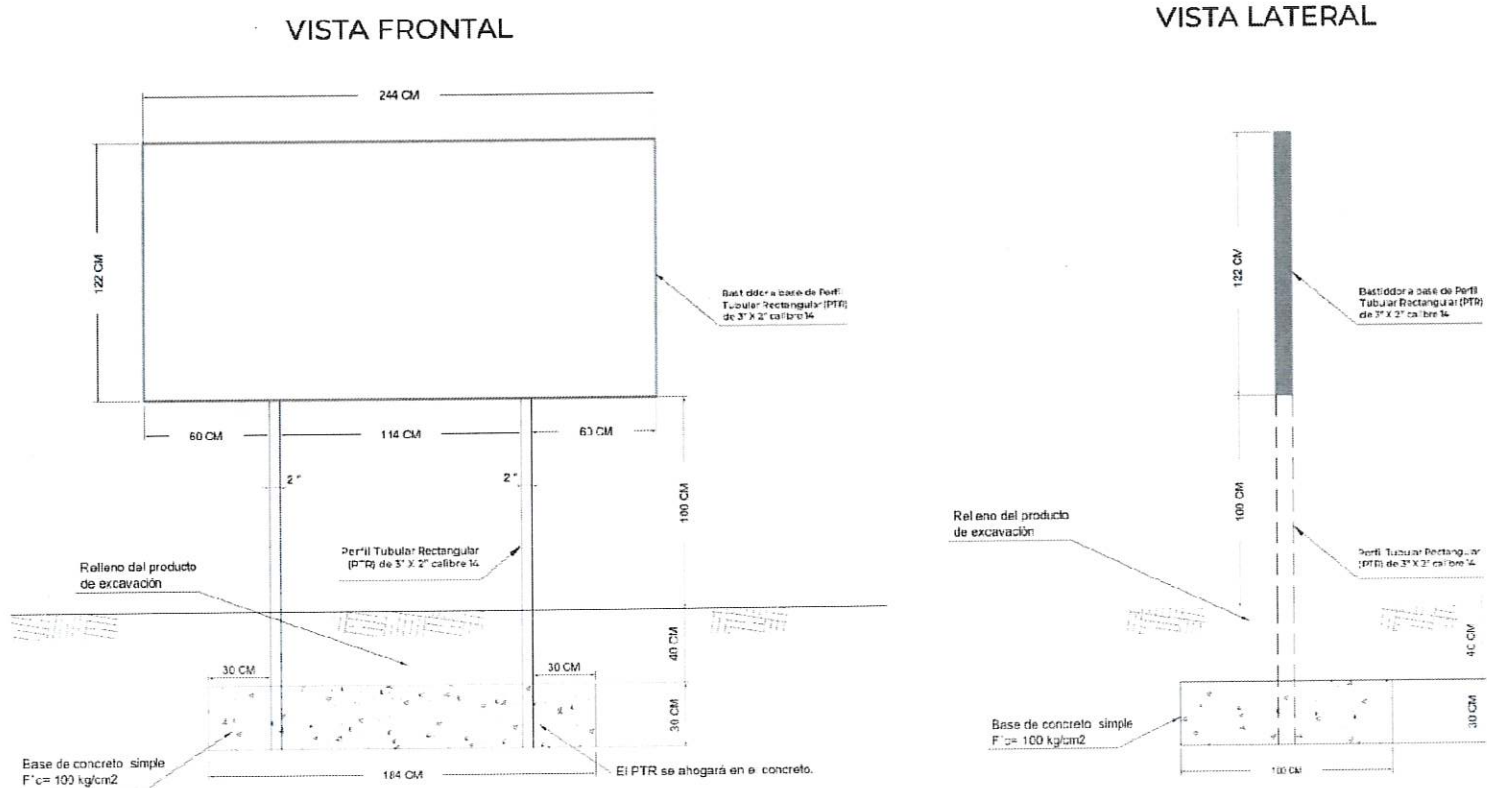 VISTA FRONTAL
VISTA LATERAL
244 CM
122 CM
Bastiddor a base de Perfil
Tubular Rectangular (PTR)
de 3" X 2" calibre 14
60 CM
114 CM
60 CM
2"
2"
100 CM
Perfil Tubular Rectangular
(PTR) de 3" X 2" calibre 14
Relleno del producto
de excavación
40 CM
30 CM
30 CM
30 CM
Base de concreto simple
F'c= 100 kg/cm2
184 CM
El PTR se ahogará en el concreto.
122 CM
Bastiddor a base de Perfil
Tubular Rectangular (PTR)
de 3" X 2" calibre 14
100 CM
Relleno del producto
de excavación
Perfil Tubular Rectangular
(PTR) de 3" X 2" calibre 14
40 CM
30 CM
Base de concreto simple
F'c= 100 kg/cm2
100 CM